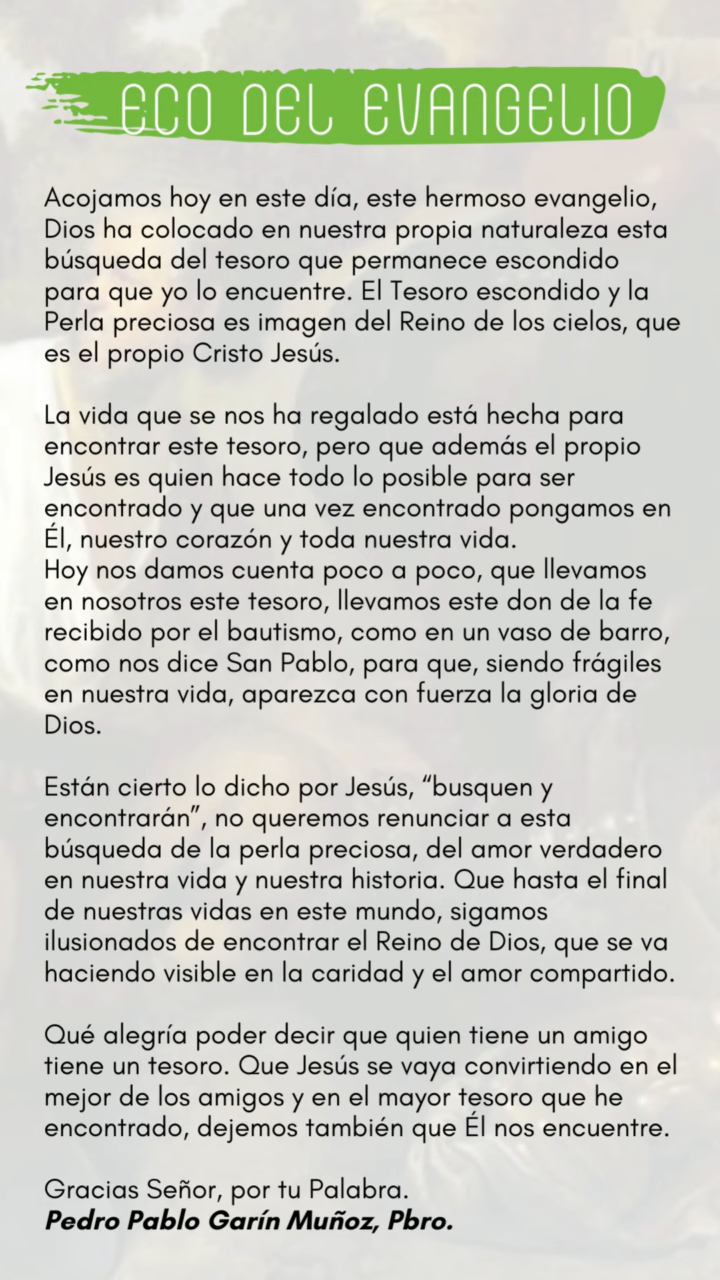 ECO DEL EVANGELIO
Acojamos hoy en este día, este hermoso evangelio,
Dios ha colocado en nuestra propia naturaleza esta
búsqueda del tesoro que permanece escondido
para que yo lo encuentre. El Tesoro escondido y la
Perla preciosa es imagen del Reino de los cielos, que
es el propio Cristo Jesús.
La vida que se nos ha regalado está hecha para
encontrar este tesoro, pero que además el propio
Jesús es quien hace todo lo posible para ser
encontrado y que una vez encontrado pongamos en
Él, nuestro corazón y toda nuestra vida.
Hoy nos damos cuenta poco a poco, que llevamos
en nosotros este tesoro, llevamos este don de la fe
recibido por el bautismo, como en un vaso de barro,
como nos dice San Pablo, para que, siendo frágiles
en nuestra vida, aparezca con fuerza la gloria de
Dios.
Están cierto lo dicho por Jesús, “busquen y
encontrarán”, no queremos renunciar a esta
búsqueda de la perla preciosa, del amor verdadero
en nuestra vida y nuestra historia. Que hasta el final
de nuestras vidas en este mundo, sigamos
ilusionados de encontrar el Reino de Dios, que se va
haciendo visible en la caridad y el amor compartido.
Qué alegría poder decir que quien tiene un amigo
tiene un tesoro. Que Jesús se vaya convirtiendo en el
mejor de los amigos y en el mayor tesoro que he
encontrado, dejemos también que Él nos encuentre.
Gracias Señor, por tu Palabra.
Pedro Pablo Garín Muñoz, Pbro.